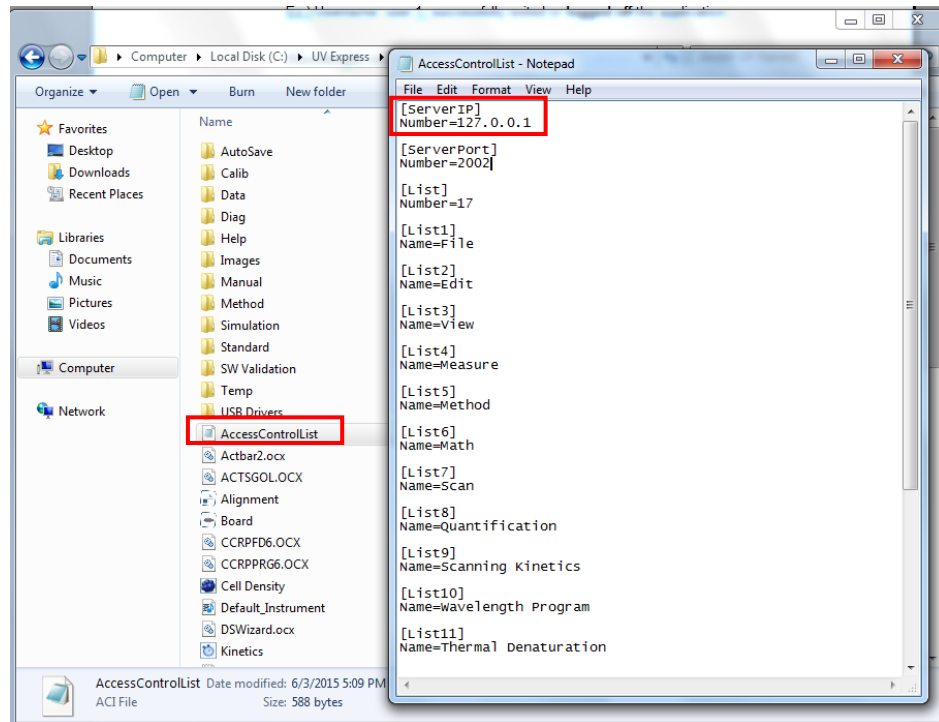 Computer ▸ Local Disk (C:) ▸ UV Express ▸
Organize ▾ Open ▾ Burn New folder
Favorites
Desktop
Downloads
Recent Places
Libraries
Documents
Music
Pictures
Videos
Computer
Network
Name
AutoSave
Calib
Data
Diag
Help
Images
Manual
Method
Simulation
Standard
SW Validation
Temp
USB Drivers
AccessControlList
Actbar2.ocx
ACTSGOL.OCX
Alignment
Board
CCRPFD6.OCX
CCRPPRG6.OCX
Cell Density
Default_Instrument
DSWizard.ocx
Kinetics
AccessControlList Date modified: 6/3/2015 5:09 PM
ACI File Size: 588 bytes
AccessControlList - Notepad
File Edit Format View Help
[ServerIP]
Number=127.0.0.1
[ServerPort]
Number=2002
[List]
Number=17
[List1]
Name=File
[List2]
Name=Edit
[List3]
Name=View
[List4]
Name=Measure
[List5]
Name=Method
[List6]
Name=Math
[List7]
Name=Scan
[List8]
Name=Quantification
[List9]
Name=Scanning Kinetics
[List10]
Name=Wavelength Program
[List11]
Name=Thermal Denaturation